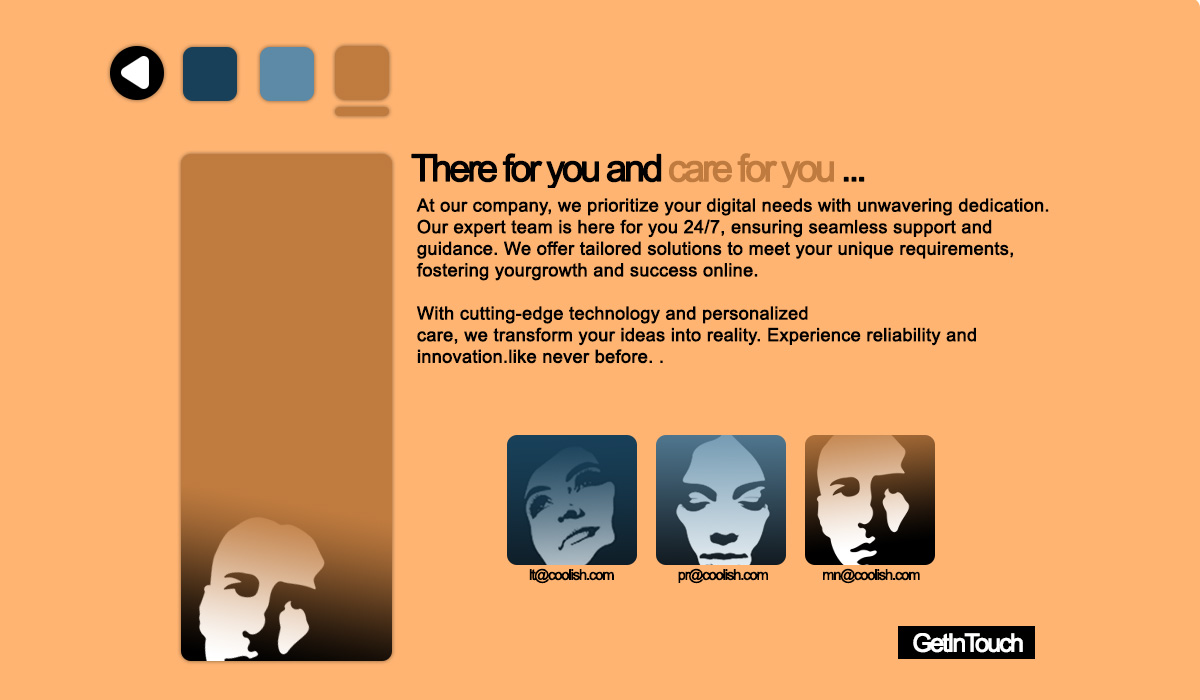 There for you and care for you ...
At our company, we prioritize your digital needs with unwavering dedication.
Our expert team is here for you 24/7, ensuring seamless support and
guidance. We offer tailored solutions to meet your unique requirements,
fostering yourgrowth and success online.
With cutting-edge technology and personalized
care, we transform your ideas into reality. Experience reliability and
innovation.like never before. .
lt@coolish.com
pr@coolish.com
mn@coolish.com
GetInTouch